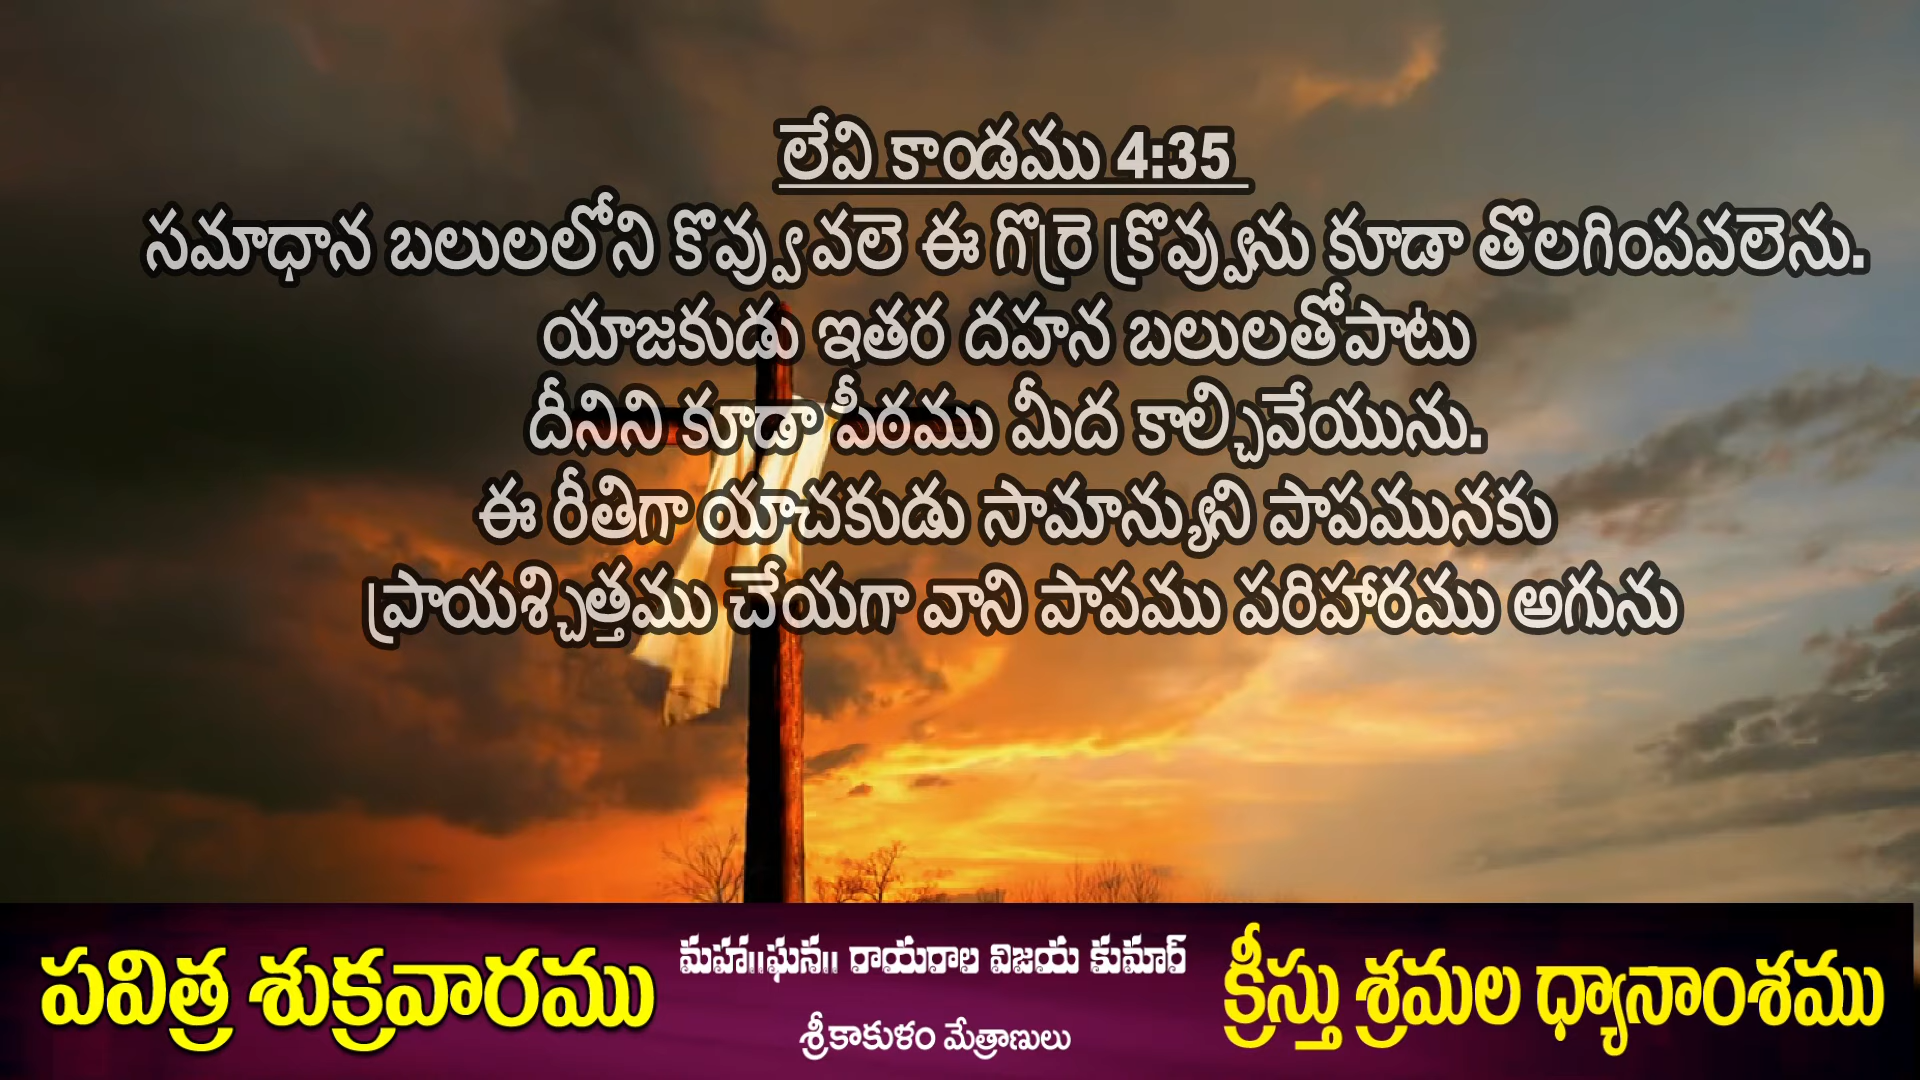 లేవి కాండము 4:35
సమాధాన బలులలోని కొవ్వువలె ఈ గొర్రె క్రొవ్వును కూడా తొలగింపవలెను.
యాజకుడు ఇతర దహన బలులతోపాటు
దీనిని కూడా పీఠము మీద కాల్చివేయును.
ఈ రీతిగా యాచకుడు సామాన్యుని పాపమునకు
ప్రాయశ్చిత్తము చేయగా వాని పాపము పరిహారము అగును
పవిత్ర శుక్రవారము
మహా॥ఘన॥ రాయరాల విజయ కుమార్
శ్రీకాకుళం మేత్రాణులు
క్రీస్తు శ్రమల ధ్యానాంశము